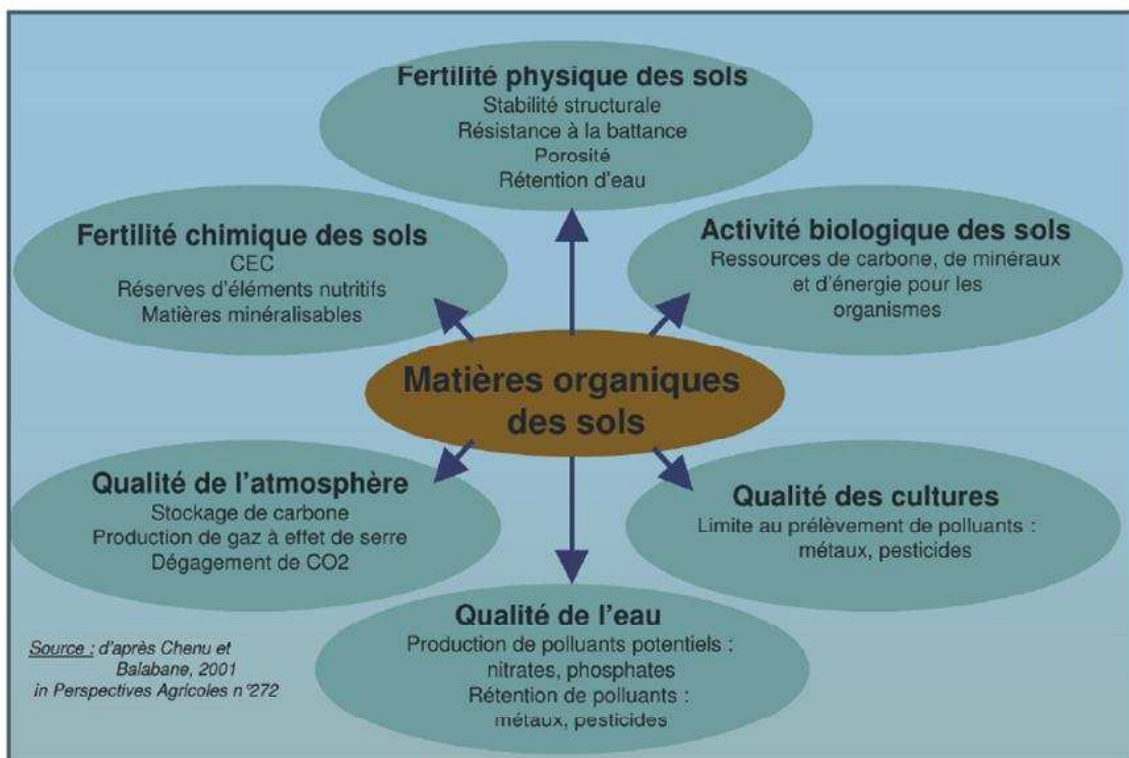 Fertilité physique des sols
Stabilité structurale
Résistance à la battance
Porosité
Rétention d'eau
Fertilité chimique des sols
CEC
Réserves d'éléments nutritifs
Matières minéralisables
Activité biologique des sols
Ressources de carbone, de minéraux
et d'énergie pour les
organismes
Matières organiques
des sols
Qualité de l'atmosphère
Stockage de carbone
Production de gaz à effet de serre
Dégagement de CO2
Qualité des cultures
Limite au prélèvement de polluants :
métaux, pesticides
Qualité de l'eau
Production de polluants potentiels :
nitrates, phosphates
Rétention de polluants :
métaux, pesticides
Source : d'après Chenu et
Balabane, 2001
in Perspectives Agricoles n°272